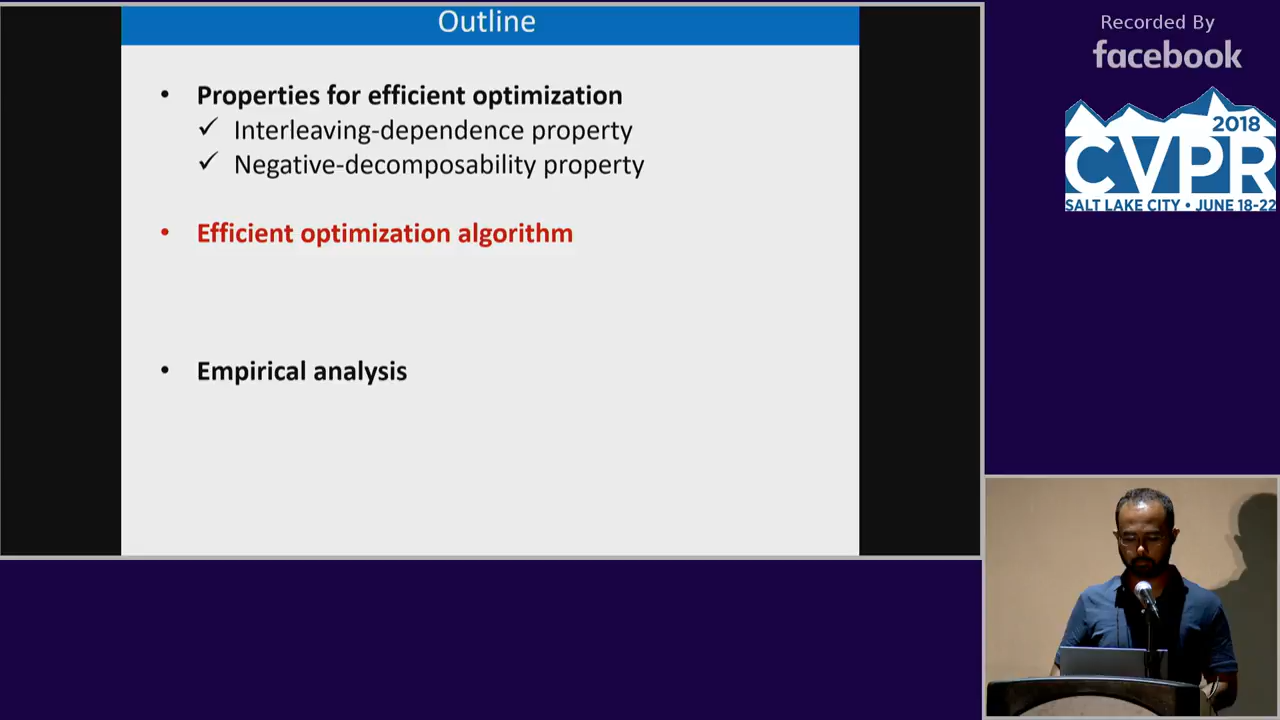 Outline
• Properties for efficient optimization
✓ Interleaving-dependence property
✓ Negative-decomposability property
• Efficient optimization algorithm
• Empirical analysis
Recorded By
facebook
2018
CVPR
SALT LAKE CITY • JUNE 18-22